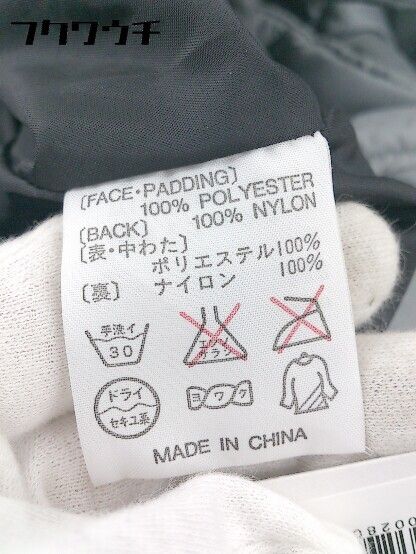 フクウクチ
[FACE・PADDING]
100% POLYESTER
[BACK] 100% NYLON
〔表・中わた〕
ポリエステル100%
〔裏〕ナイロン 100%
手洗イ
30
エンソ
サラシ
ドライ
セキユ系
ヨワク
MADE IN CHINA